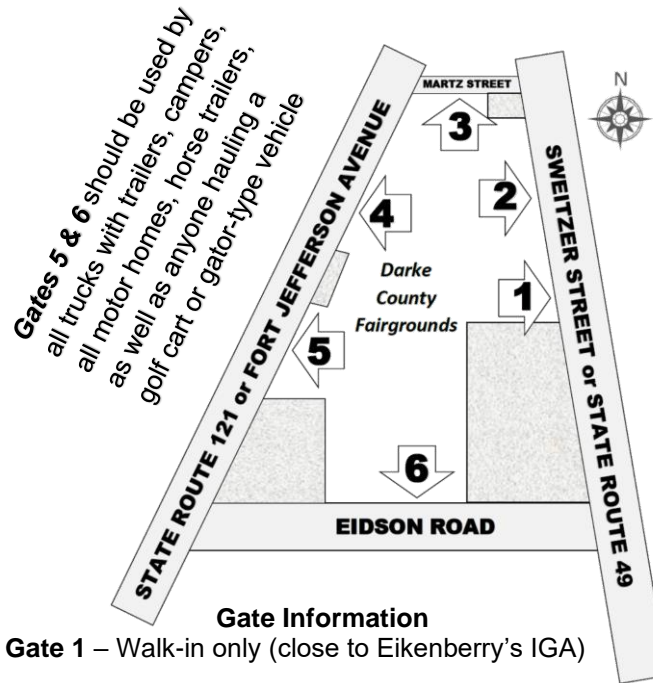 Gates 5 & 6 should be used by
all trucks with trailers, campers,
all motor homes, horse trailers,
as well as anyone hauling a
golf cart or gator-type vehicle
MARTZ STREET
N
3
2
4
SWEITZER STREET or STATE ROUTE 49
STATE ROUTE 121 or FORT JEFFERSON AVENUE
Darke
County
Fairgrounds
1
5
6
EIDSON ROAD
Gate Information
Gate 1 – Walk-in only (close to Eikenberry's IGA)